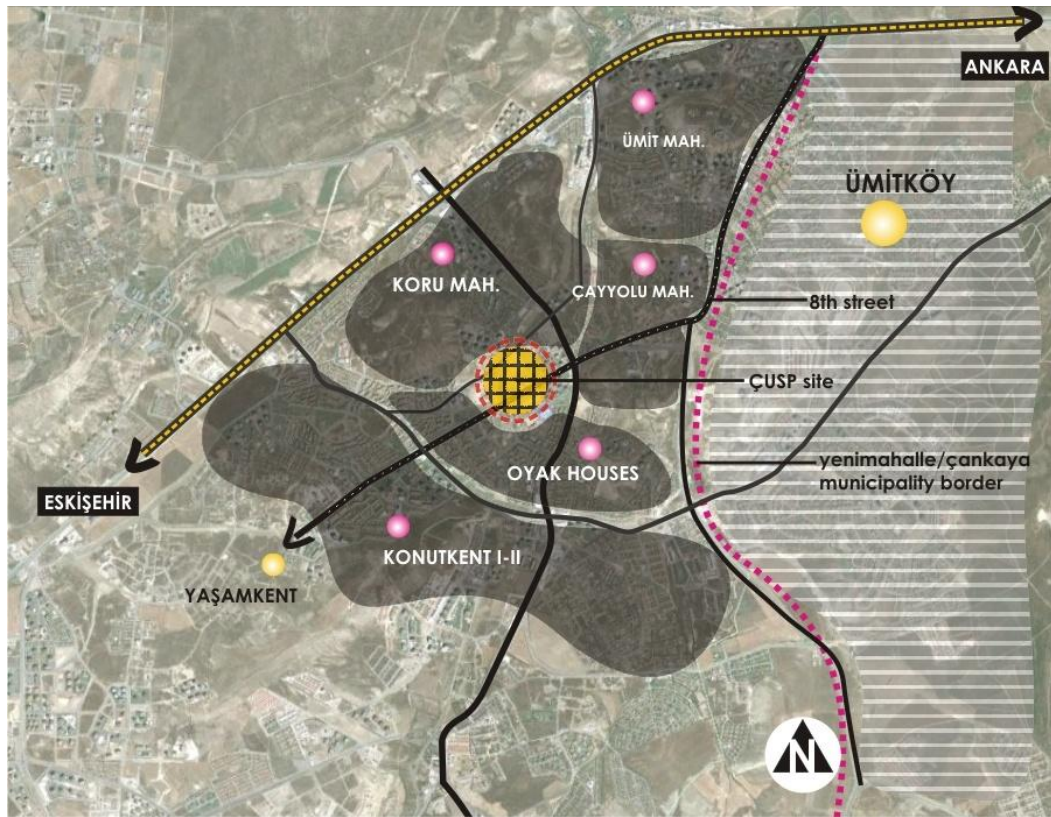 ANKARA
ÜMİT MAH.
ÜMİTKÖY
KORU MAH.
ÇAYYOLU MAH.
8th street
ÇUSP site
yenimahalle/çankaya
municipality border
OYAK HOUSES
ESKİŞEHİR
KONUTKENT I-II
YAŞAMKENT
N